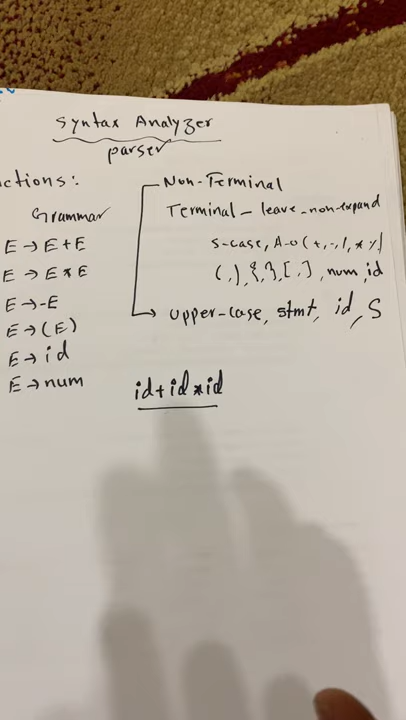 Syntax Analyzer
parser
ctions:
Non-Terminal
Grammar
Terminal - leave - non-expand
E → E + E
s-case, A-o (+, -, /, *, %)
E → E * E
(, ), {, }, [, ], num, id
E → - E
upper-case, stmt, id, S
E → (E)
E → id
E → num
id + id * id